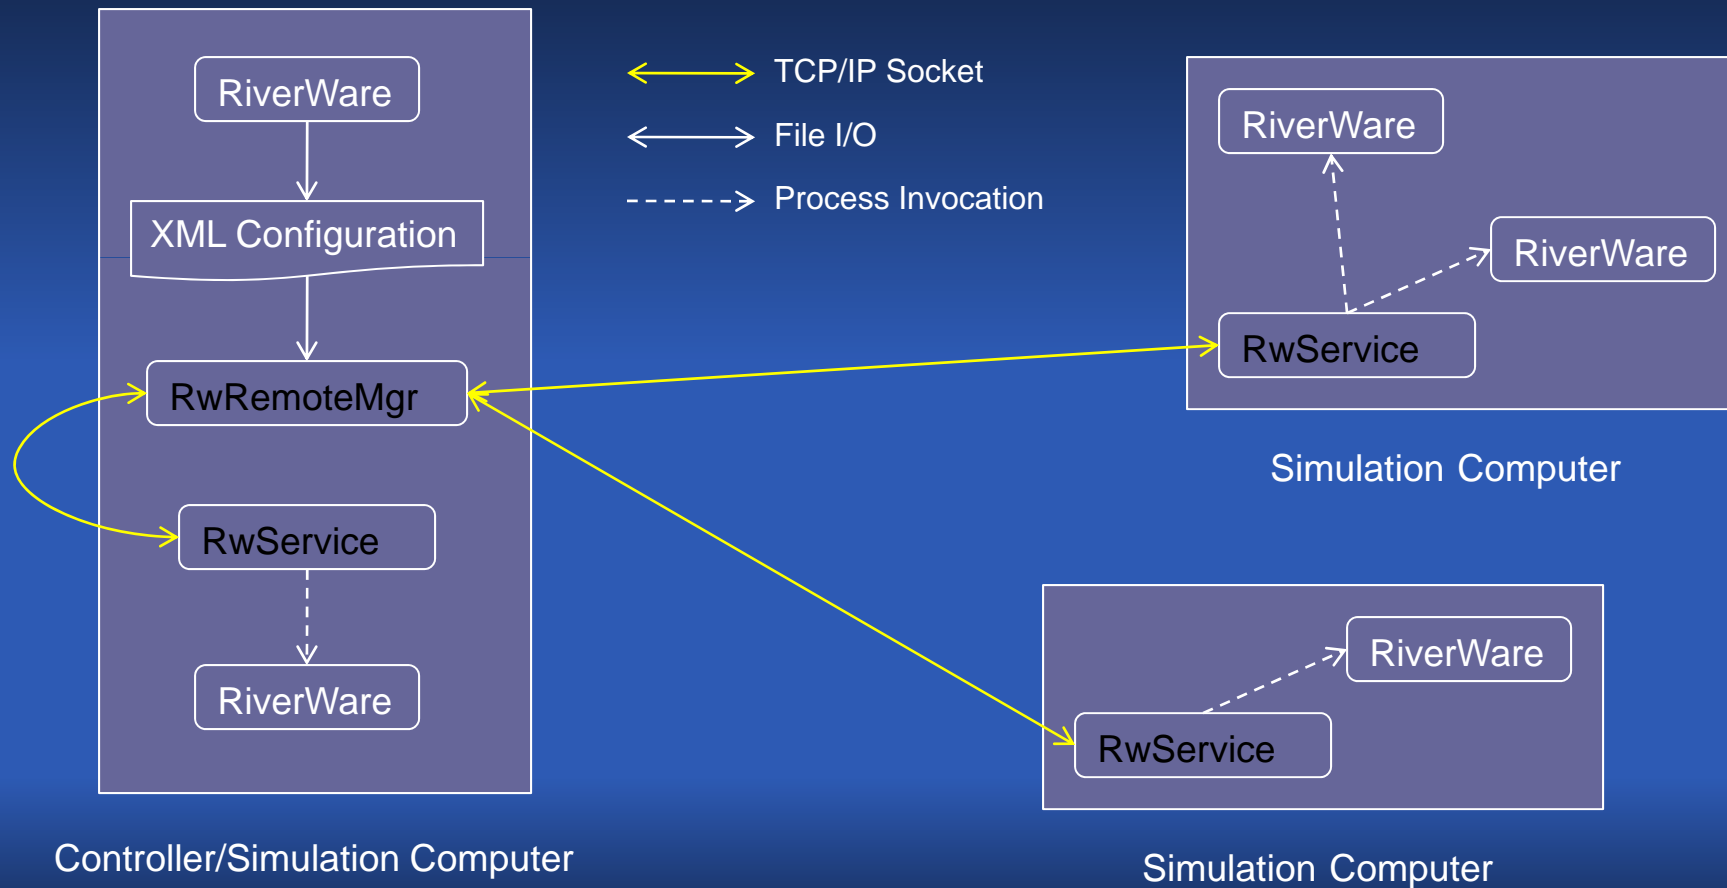 RiverWare
XML Configuration
RwRemoteMgr
RwService
RiverWare
Controller/Simulation Computer
TCP/IP Socket
File I/O
Process Invocation
RiverWare
RiverWare
RwService
Simulation Computer
RiverWare
RwService
Simulation Computer